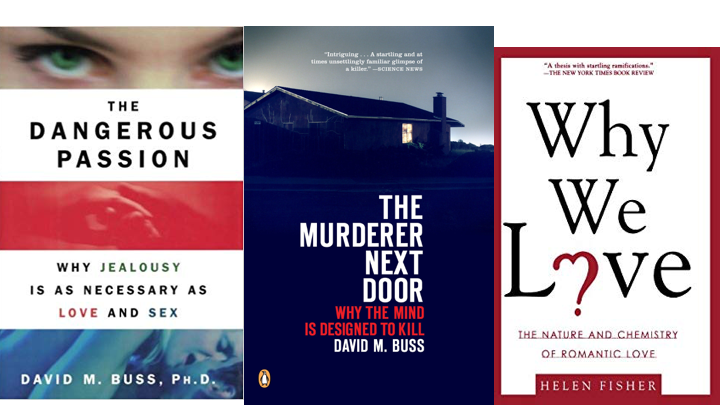 THE
DANGEROUS
PASSION
WHY JEALOUSY
IS AS NECESSARY AS
LOVE AND SEX
DAVID M. BUSS, PH.D.
"Intriguing . . . A startling and at
times unsettlingly familiar glimpse of
a killer." —SCIENCE NEWS
THE
MURDERER
NEXT
DOOR
WHY THE MIND
IS DESIGNED TO KILL
DAVID M. BUSS
"A thesis with startling ramifications."
—THE NEW YORK TIMES BOOK REVIEW
Why
We
L?ve
THE NATURE AND CHEMISTRY
OF ROMANTIC LOVE
HELEN FISHER